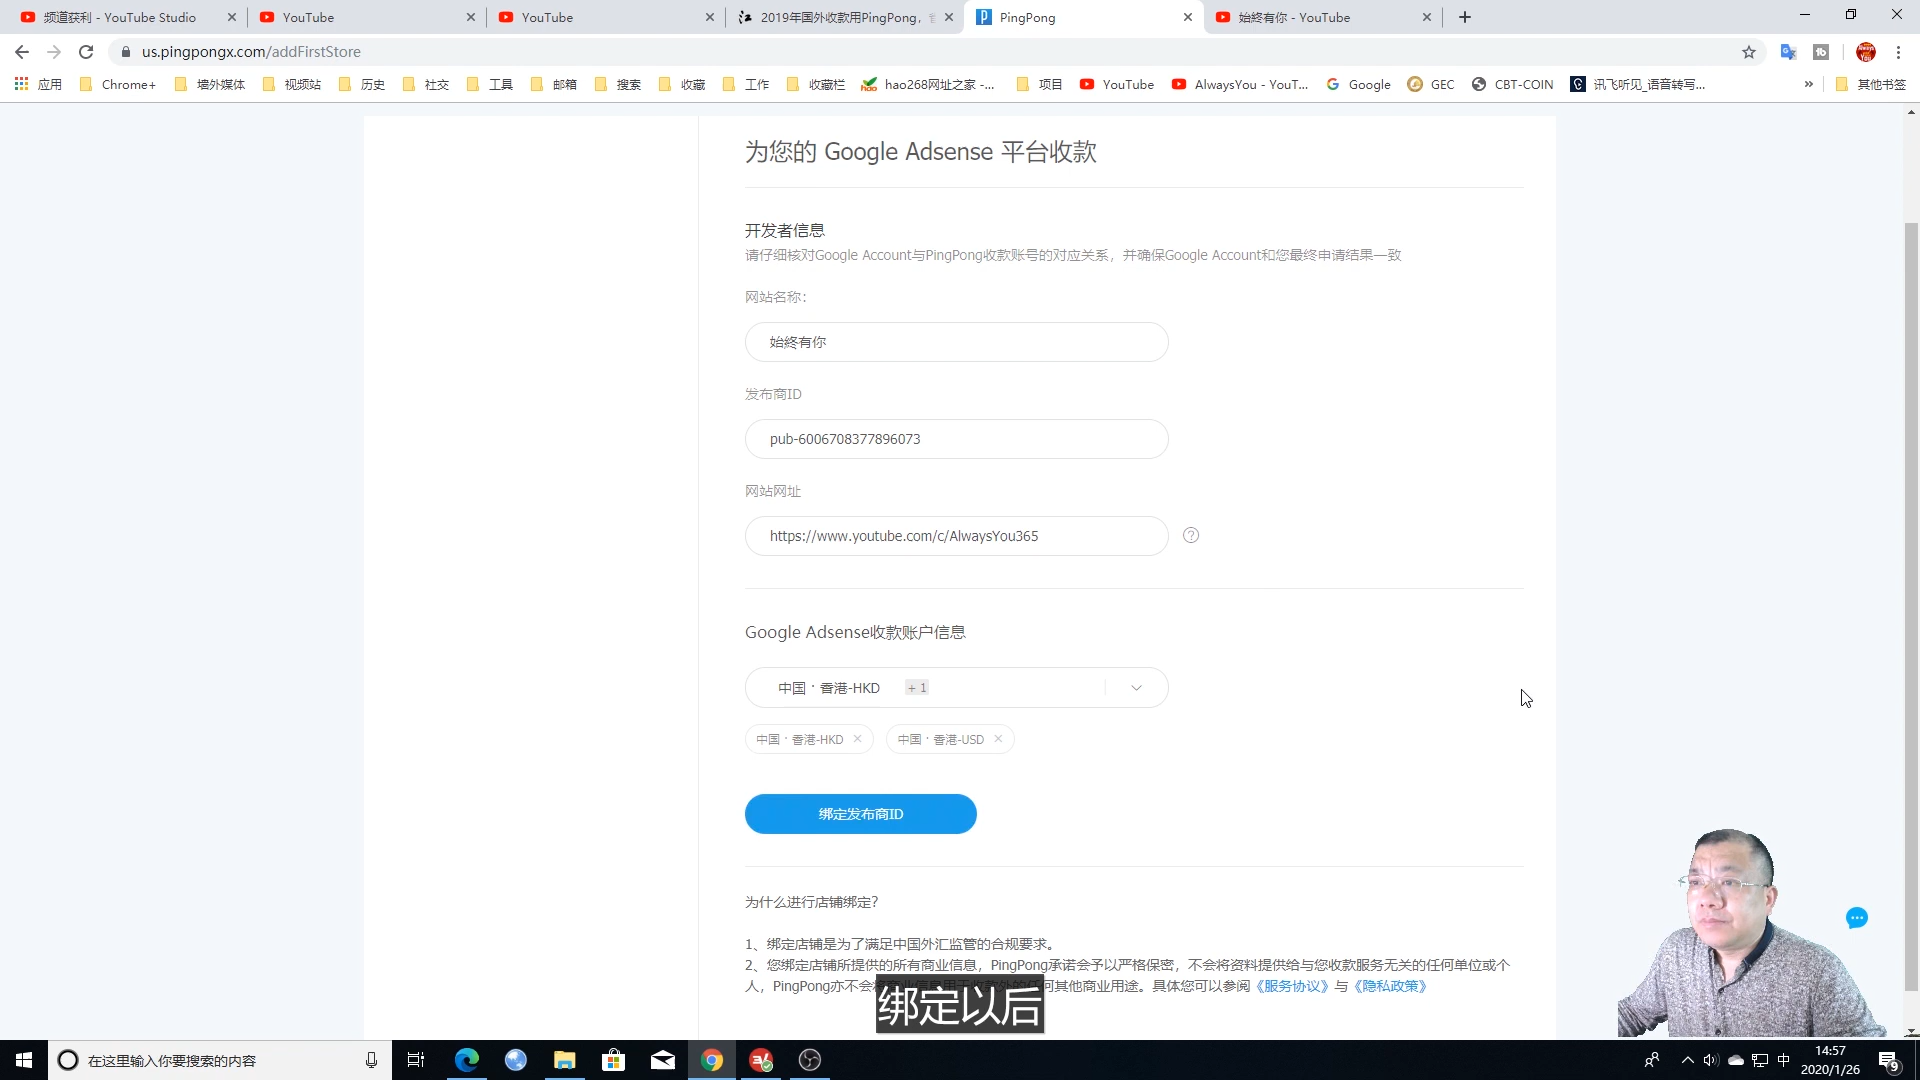 频道获利 - YouTube Studio
YouTube
YouTube
2019年国外收款用PingPong,
PingPong
始終有你 - YouTube
us.pingpongx.com/addFirstStore
应用
Chrome+
墙外媒体
视频站
历史
社交
工具
邮箱
搜索
收藏
工作
收藏栏
hao268网址之家 -...
项目
YouTube
AlwaysYou - YouT...
Google
GEC
CBT-COIN
讯飞听见_语音转写...
»
其他书签
为您的 Google Adsense 平台收款
开发者信息
请仔细核对Google Account与PingPong收款账号的对应关系，并确保Google Account和您最终申请结果一致
网站名称：
始終有你
发布商ID
pub-6006708377896073
网站网址
https://www.youtube.com/c/AlwaysYou365
Google Adsense收款账户信息
中国·香港-HKD + 1
中国·香港-HKD ×
中国·香港-USD ×
绑定发布商ID
为什么进行店铺绑定?
1、绑定店铺是为了满足中国外汇监管的合规要求。
2、您绑定店铺所提供的所有商业信息，PingPong承诺会予以严格保密，不会将资料提供给与您收款服务无关的任何单位或个
人，PingPong亦不会将商业信息用于收款外的任何其他商业用途。具体您可以参阅《服务协议》与《隐私政策》
绑定以后
在这里输入你要搜索的内容
中
14:57
2020/1/26
9